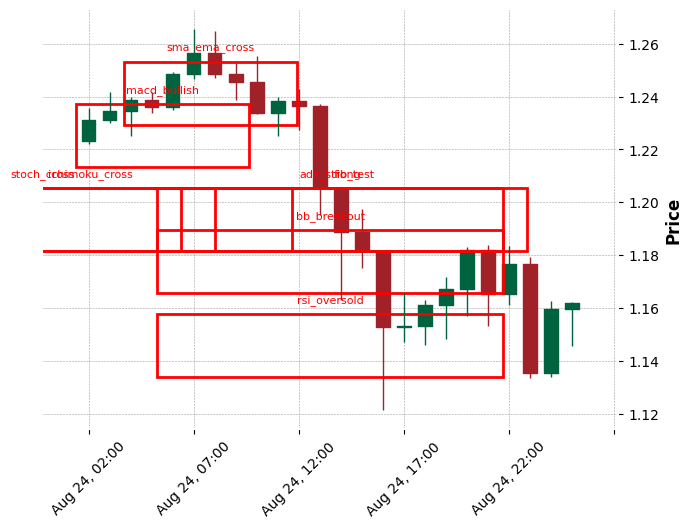 sma_ema_cross
macd_bullish
adx_strong
fib_test
bb_breakout
rsi_oversold
1.26
1.24
1.22
1.20
1.18
1.16
1.14
1.12
Price
Aug 24, 02:00
Aug 24, 07:00
Aug 24, 12:00
Aug 24, 17:00
Aug 24, 22:00